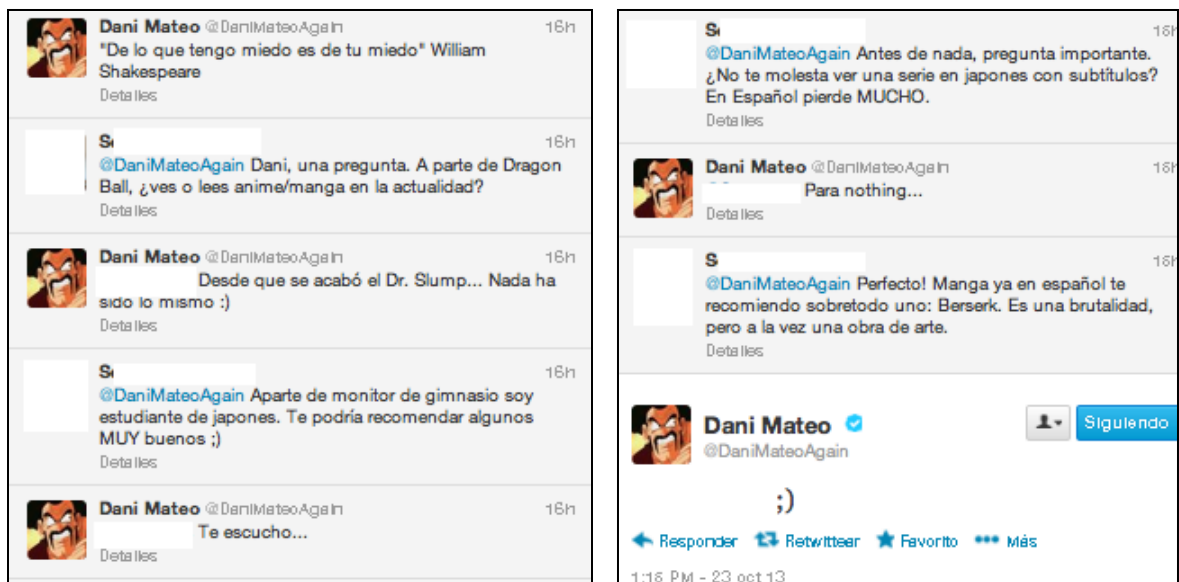 Dani Mateo @DaniMateoAgain 16h
"De lo que tengo miedo es de tu miedo" William
Shakespeare
Detalles
16h
@DaniMateoAgain Dani, una pregunta. A parte de Dragon
Ball, ¿ves o lees anime/manga en la actualidad?
Detalles
Dani Mateo @DaniMateoAgain 16h
Desde que se acabó el Dr. Slump... Nada ha
sido lo mismo :)
Detalles
16h
@DaniMateoAgain Aparte de monitor de gimnasio soy
estudiante de japones. Te podría recomendar algunos
MUY buenos ;)
Detalles
Dani Mateo @DaniMateoAgain 16h
Te escucho...
Detalles
S 16h
@DaniMateoAgain Antes de nada, pregunta importante.
¿No te molesta ver una serie en japones con subtítulos?
En Español pierde MUCHO.
Detalles
Dani Mateo @DaniMateoAgain 16h
Para nothing...
Detalles
S 16h
@DaniMateoAgain Perfecto! Manga ya en español te
recomiendo sobretodo uno: Berserk. Es una brutalidad,
pero a la vez una obra de arte.
Detalles
Dani Mateo
Siguiendo
@DaniMateoAgain
;)
Responder Retwittear Favorito Más
PM - 23 oct 13